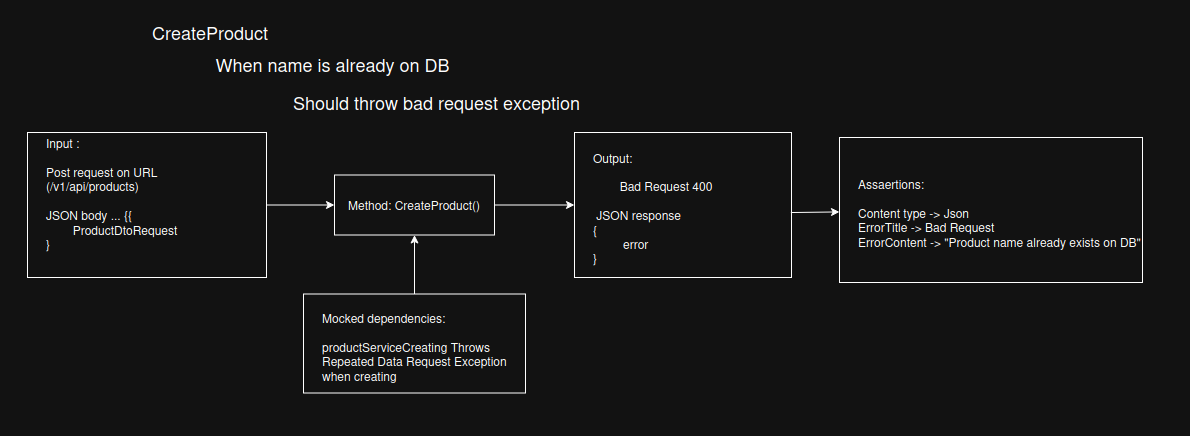 CreateProduct
When name is already on DB
Should throw bad request exception
Input :
Post request on URL
(/v1/api/products)
JSON body ... {{
ProductDtoRequest
}
Method: CreateProduct()
Mocked dependencies:
productServiceCreating Throws
Repeated Data Request Exception
when creating
Output:
Bad Request 400
JSON response
{
error
}
Assaertions:
Content type -> Json
ErrorTitle -> Bad Request
ErrorContent -> "Product name already exists on DB"